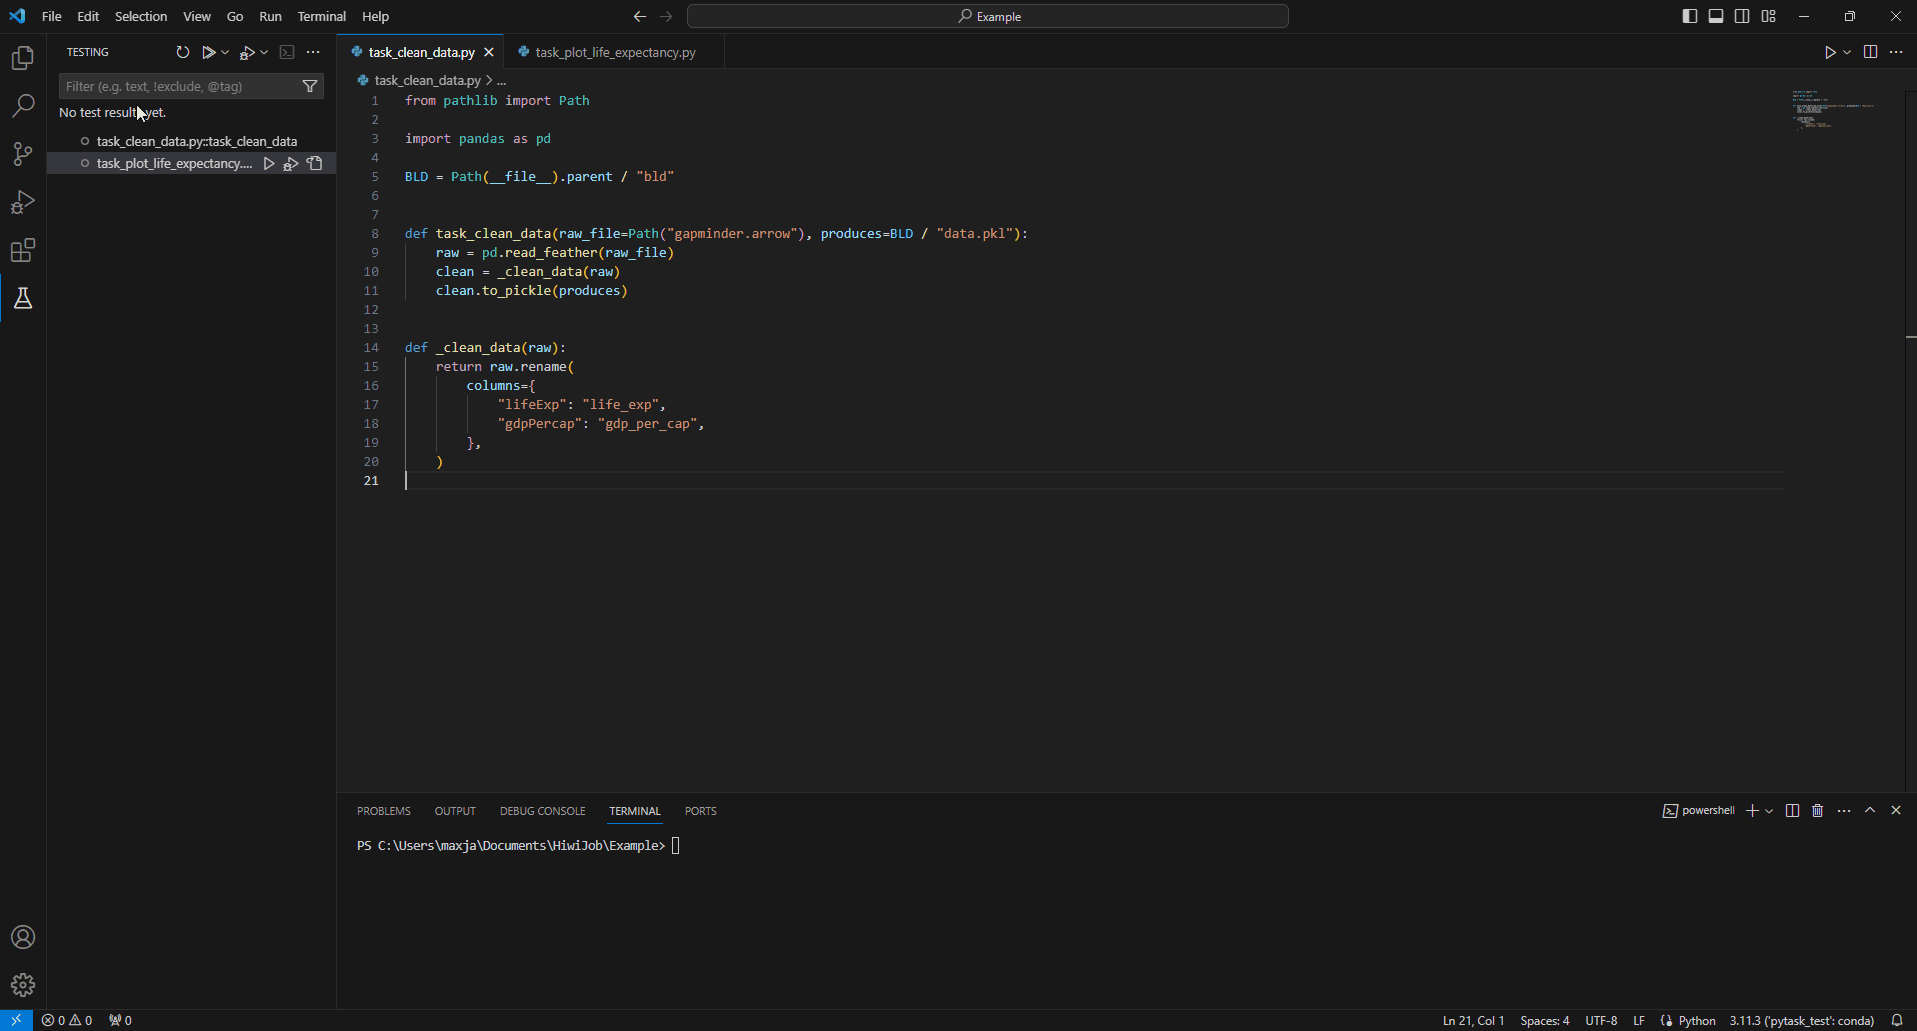 File Edit Selection View Go Run Terminal Help
Example
TESTING
Filter (e.g. text, !exclude, @tag)
No test results yet.
task_clean_data.py::task_clean_data
task_plot_life_expectancy....
task_clean_data.py
task_plot_life_expectancy.py
task_clean_data.py > ...
1 from pathlib import Path
2
3 import pandas as pd
4
5 BLD = Path(__file__).parent / "bld"
6
7
8 def task_clean_data(raw_file=Path("gapminder.arrow"), produces=BLD / "data.pkl"):
9     raw = pd.read_feather(raw_file)
10     clean = _clean_data(raw)
11     clean.to_pickle(produces)
12
13
14 def _clean_data(raw):
15     return raw.rename(
16         columns={
17             "lifeExp": "life_exp",
18             "gdpPercap": "gdp_per_cap",
19         },
20     )
21
PROBLEMS OUTPUT DEBUG CONSOLE TERMINAL PORTS
powershell
PS C:\Users\maxja\Documents\HiwiJob\Example>
0 0 0
Ln 21, Col 1 Spaces: 4 UTF-8 LF Python 3.11.3 ('pytask_test': conda)